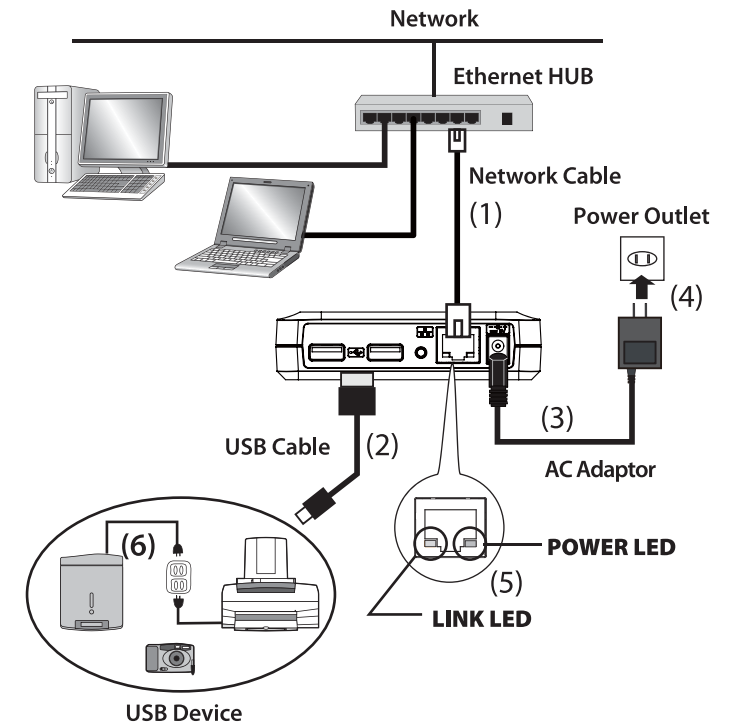 Network
Ethernet HUB
Network Cable
(1)
Power Outlet
(4)
(3)
USB Cable
(2)
AC Adaptor
(6)
POWER LED
(5)
LINK LED
USB Device